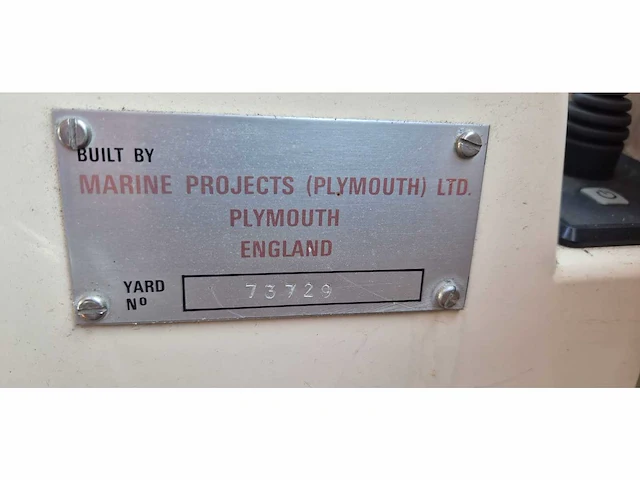 BUILT BY
MARINE PROJECTS (PLYMOUTH) LTD.
PLYMOUTH
ENGLAND
YARD
Nº
73729